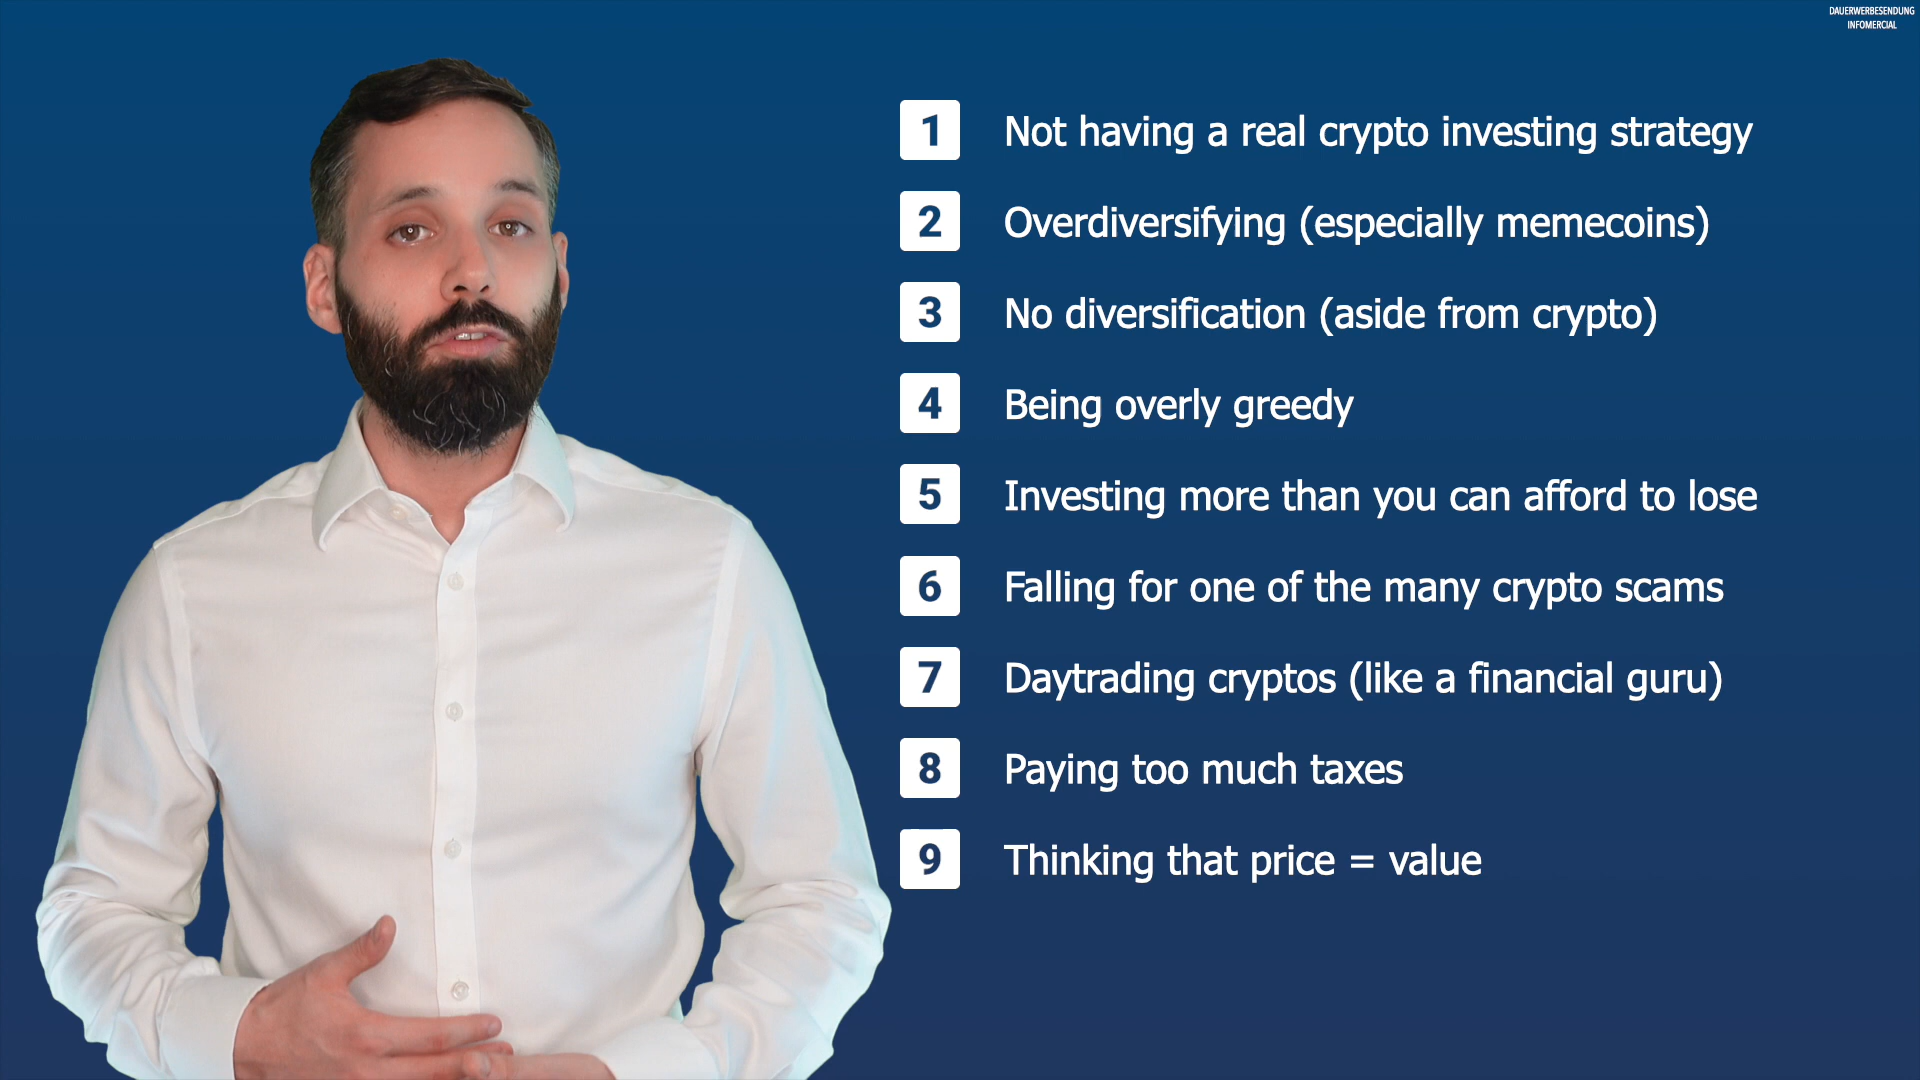 DAUERWERBESENDUNG
INFOMERCIAL
1 Not having a real crypto investing strategy
2 Overdiversifying (especially memecoins)
3 No diversification (aside from crypto)
4 Being overly greedy
5 Investing more than you can afford to lose
6 Falling for one of the many crypto scams
7 Daytrading cryptos (like a financial guru)
8 Paying too much taxes
9 Thinking that price = value